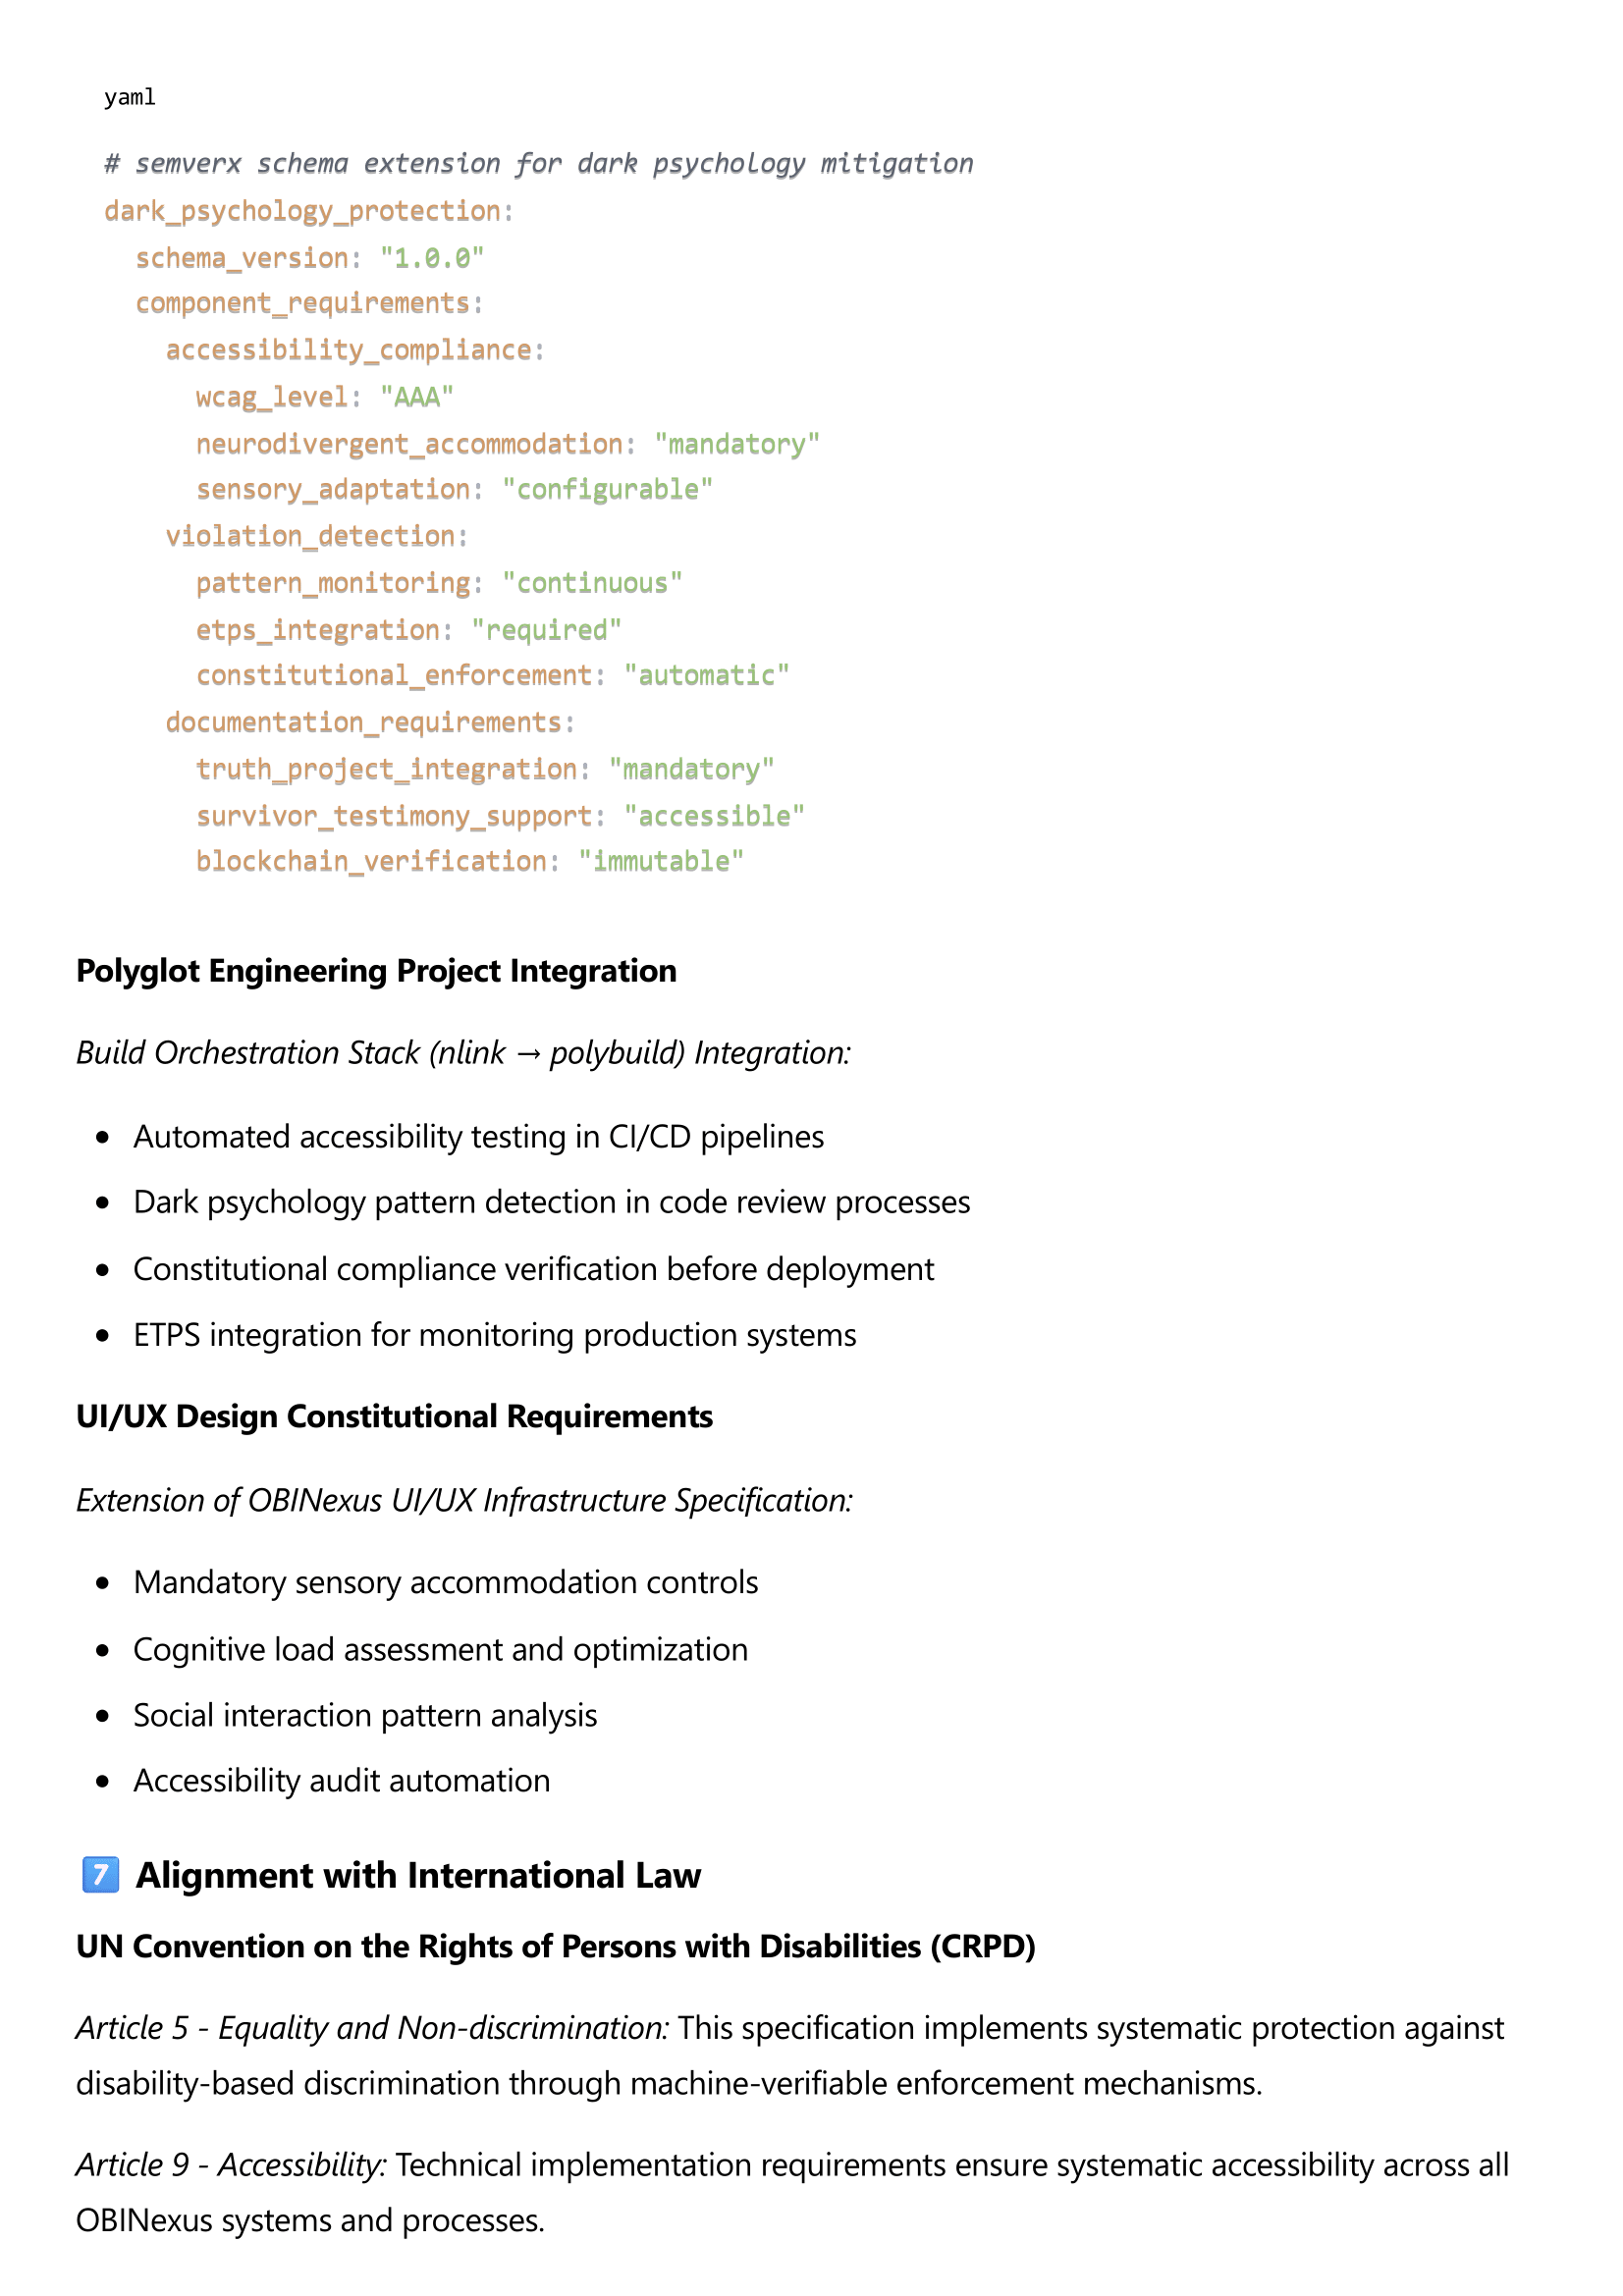 yaml
# semverx schema extension for dark psychology mitigation
dark_psychology_protection:
  schema_version: "1.0.0"
  component_requirements:
    accessibility_compliance:
      wcag_level: "AAA"
      neurodivergent_accommodation: "mandatory"
      sensory_adaptation: "configurable"
    violation_detection:
      pattern_monitoring: "continuous"
      etps_integration: "required"
      constitutional_enforcement: "automatic"
    documentation_requirements:
      truth_project_integration: "mandatory"
      survivor_testimony_support: "accessible"
      blockchain_verification: "immutable"
Polyglot Engineering Project Integration
Build Orchestration Stack (nlink → polybuild) Integration:
• Automated accessibility testing in CI/CD pipelines
• Dark psychology pattern detection in code review processes
• Constitutional compliance verification before deployment
• ETPS integration for monitoring production systems
UI/UX Design Constitutional Requirements
Extension of OBINexus UI/UX Infrastructure Specification:
• Mandatory sensory accommodation controls
• Cognitive load assessment and optimization
• Social interaction pattern analysis
• Accessibility audit automation
7️⃣ Alignment with International Law
UN Convention on the Rights of Persons with Disabilities (CRPD)
Article 5 - Equality and Non-discrimination: This specification implements systematic protection against
disability-based discrimination through machine-verifiable enforcement mechanisms.
Article 9 - Accessibility: Technical implementation requirements ensure systematic accessibility across all
OBINexus systems and processes.